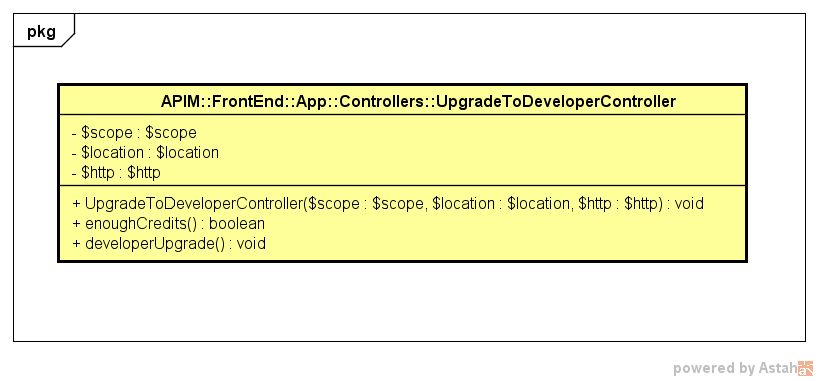 pkg
APIM::FrontEnd::App::Controllers::UpgradeToDeveloperController
- $scope : $scope
- $location : $location
- $http : $http
+ UpgradeToDeveloperController($scope : $scope, $location : $location, $http : $http) : void
+ enoughCredits() : boolean
+ developerUpgrade() : void
powered by Astah